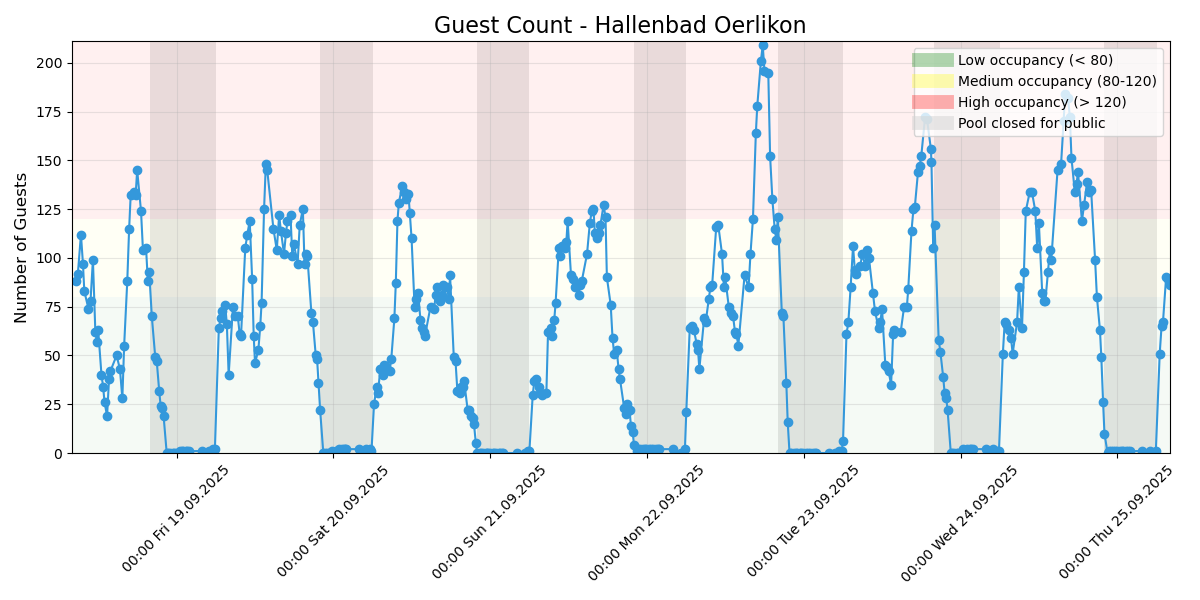 Guest Count - Hallenbad Oerlikon
Number of Guests
200
175
150
125
100
75
50
25
0
Low occupancy (< 80)
Medium occupancy (80-120)
High occupancy (> 120)
Pool closed for public
00:00 Fri 19.09.2025
00:00 Sat 20.09.2025
00:00 Sun 21.09.2025
00:00 Mon 22.09.2025
00:00 Tue 23.09.2025
00:00 Wed 24.09.2025
00:00 Thu 25.09.2025